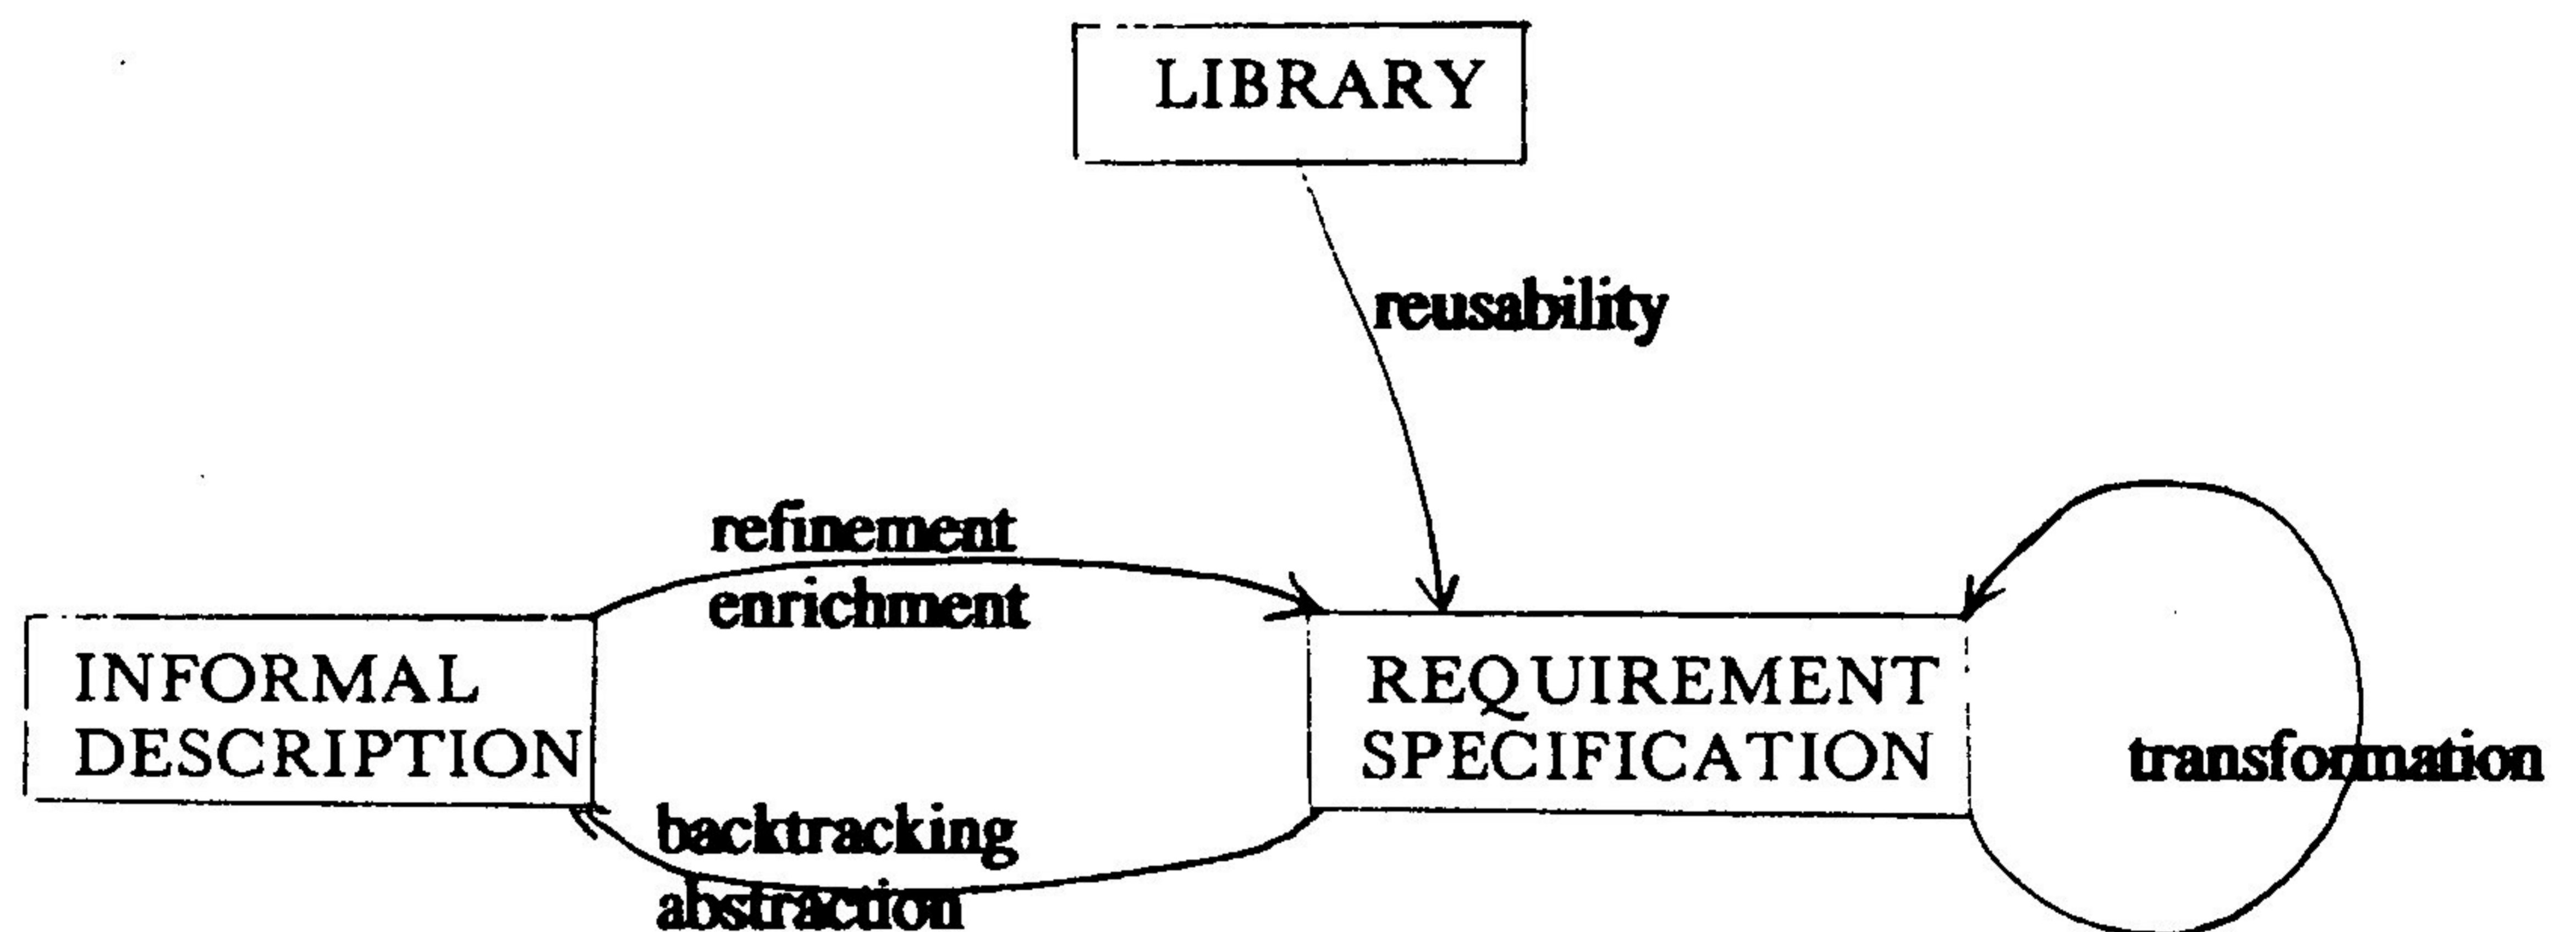 LIBRARY
reusability
refinement
enrichment
INFORMAL
DESCRIPTION
REQUIREMENT
SPECIFICATION
transformation
backtracking
abstraction